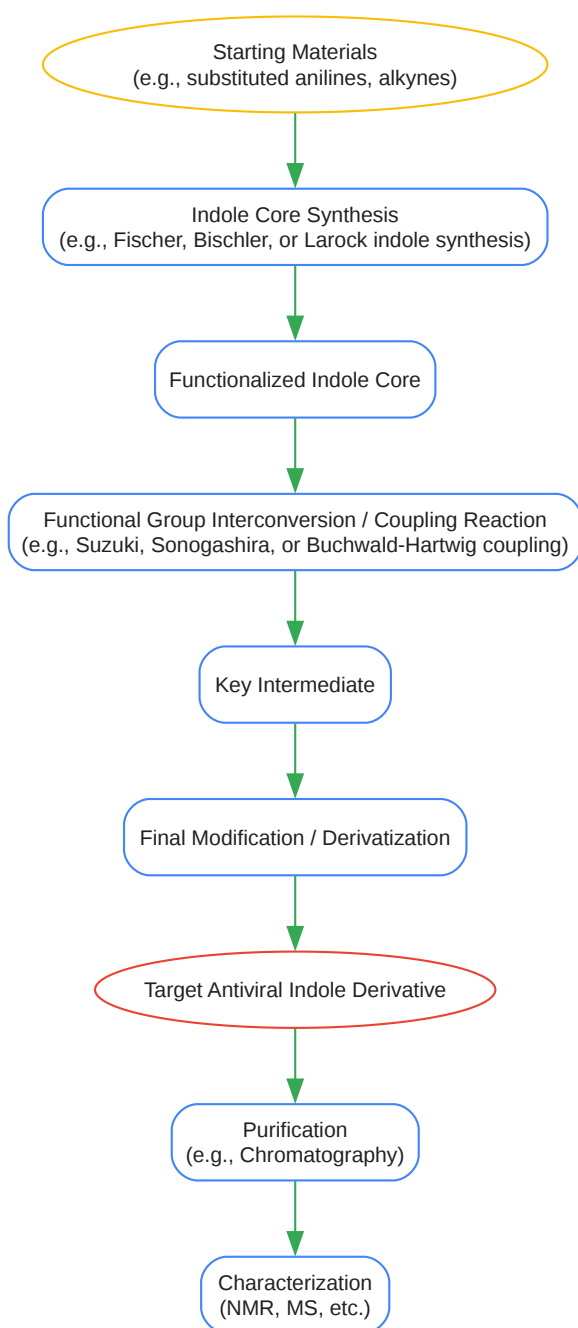 Starting Materials
(e.g., substituted anilines, alkynes)
Indole Core Synthesis
(e.g., Fischer, Bischler, or Larock indole synthesis)
Functionalized Indole Core
Functional Group Interconversion / Coupling Reaction
(e.g., Suzuki, Sonogashira, or Buchwald-Hartwig coupling)
Key Intermediate
Final Modification / Derivatization
Target Antiviral Indole Derivative
Purification
(e.g., Chromatography)
Characterization
(NMR, MS, etc.)